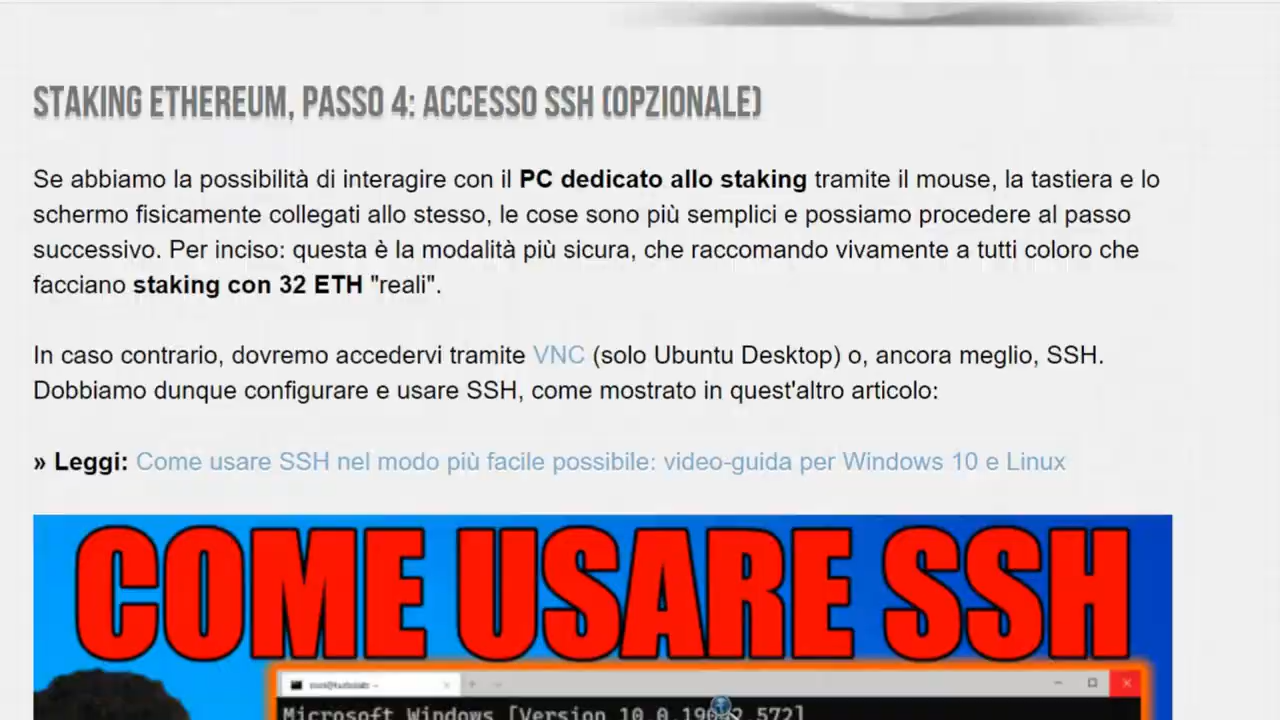 STAKING ETHEREUM, PASSO 4: ACCESSO SSH (OPZIONALE)
Se abbiamo la possibilità di interagire con il PC dedicato allo staking tramite il mouse, la tastiera e lo
schermo fisicamente collegati allo stesso, le cose sono più semplici e possiamo procedere al passo
successivo. Per inciso: questa è la modalità più sicura, che raccomando vivamente a tutti coloro che
facciano staking con 32 ETH "reali".
In caso contrario, dovremo accedervi tramite VNC (solo Ubuntu Desktop) o, ancora meglio, SSH.
Dobbiamo dunque configurare e usare SSH, come mostrato in quest'altro articolo:
» Leggi: Come usare SSH nel modo più facile possibile: video-guida per Windows 10 e Linux
COME USARE SSH
Microsoft Windows [Version